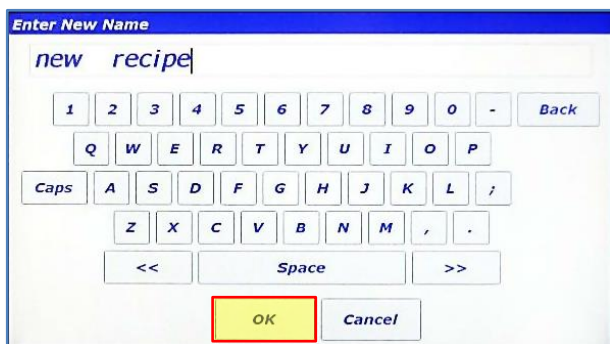 Enter New Name
new recipe
1 2 3 4 5 6 7 8 9 0 - Back
Q W E R T Y U I O P
Caps A S D F G H J K L ;
Z X C V B N M , .
<< Space >>
OK Cancel